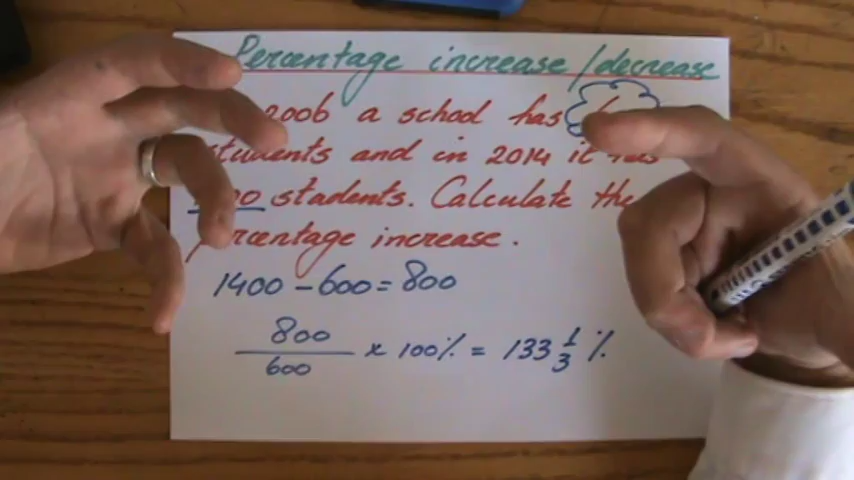 Percentage increase/decrease
2006 a school has
students and in 2014 it has
students. Calculate the
percentage increase.
1400 - 600 = 800
800
600
x 100% = 133 1/3 %